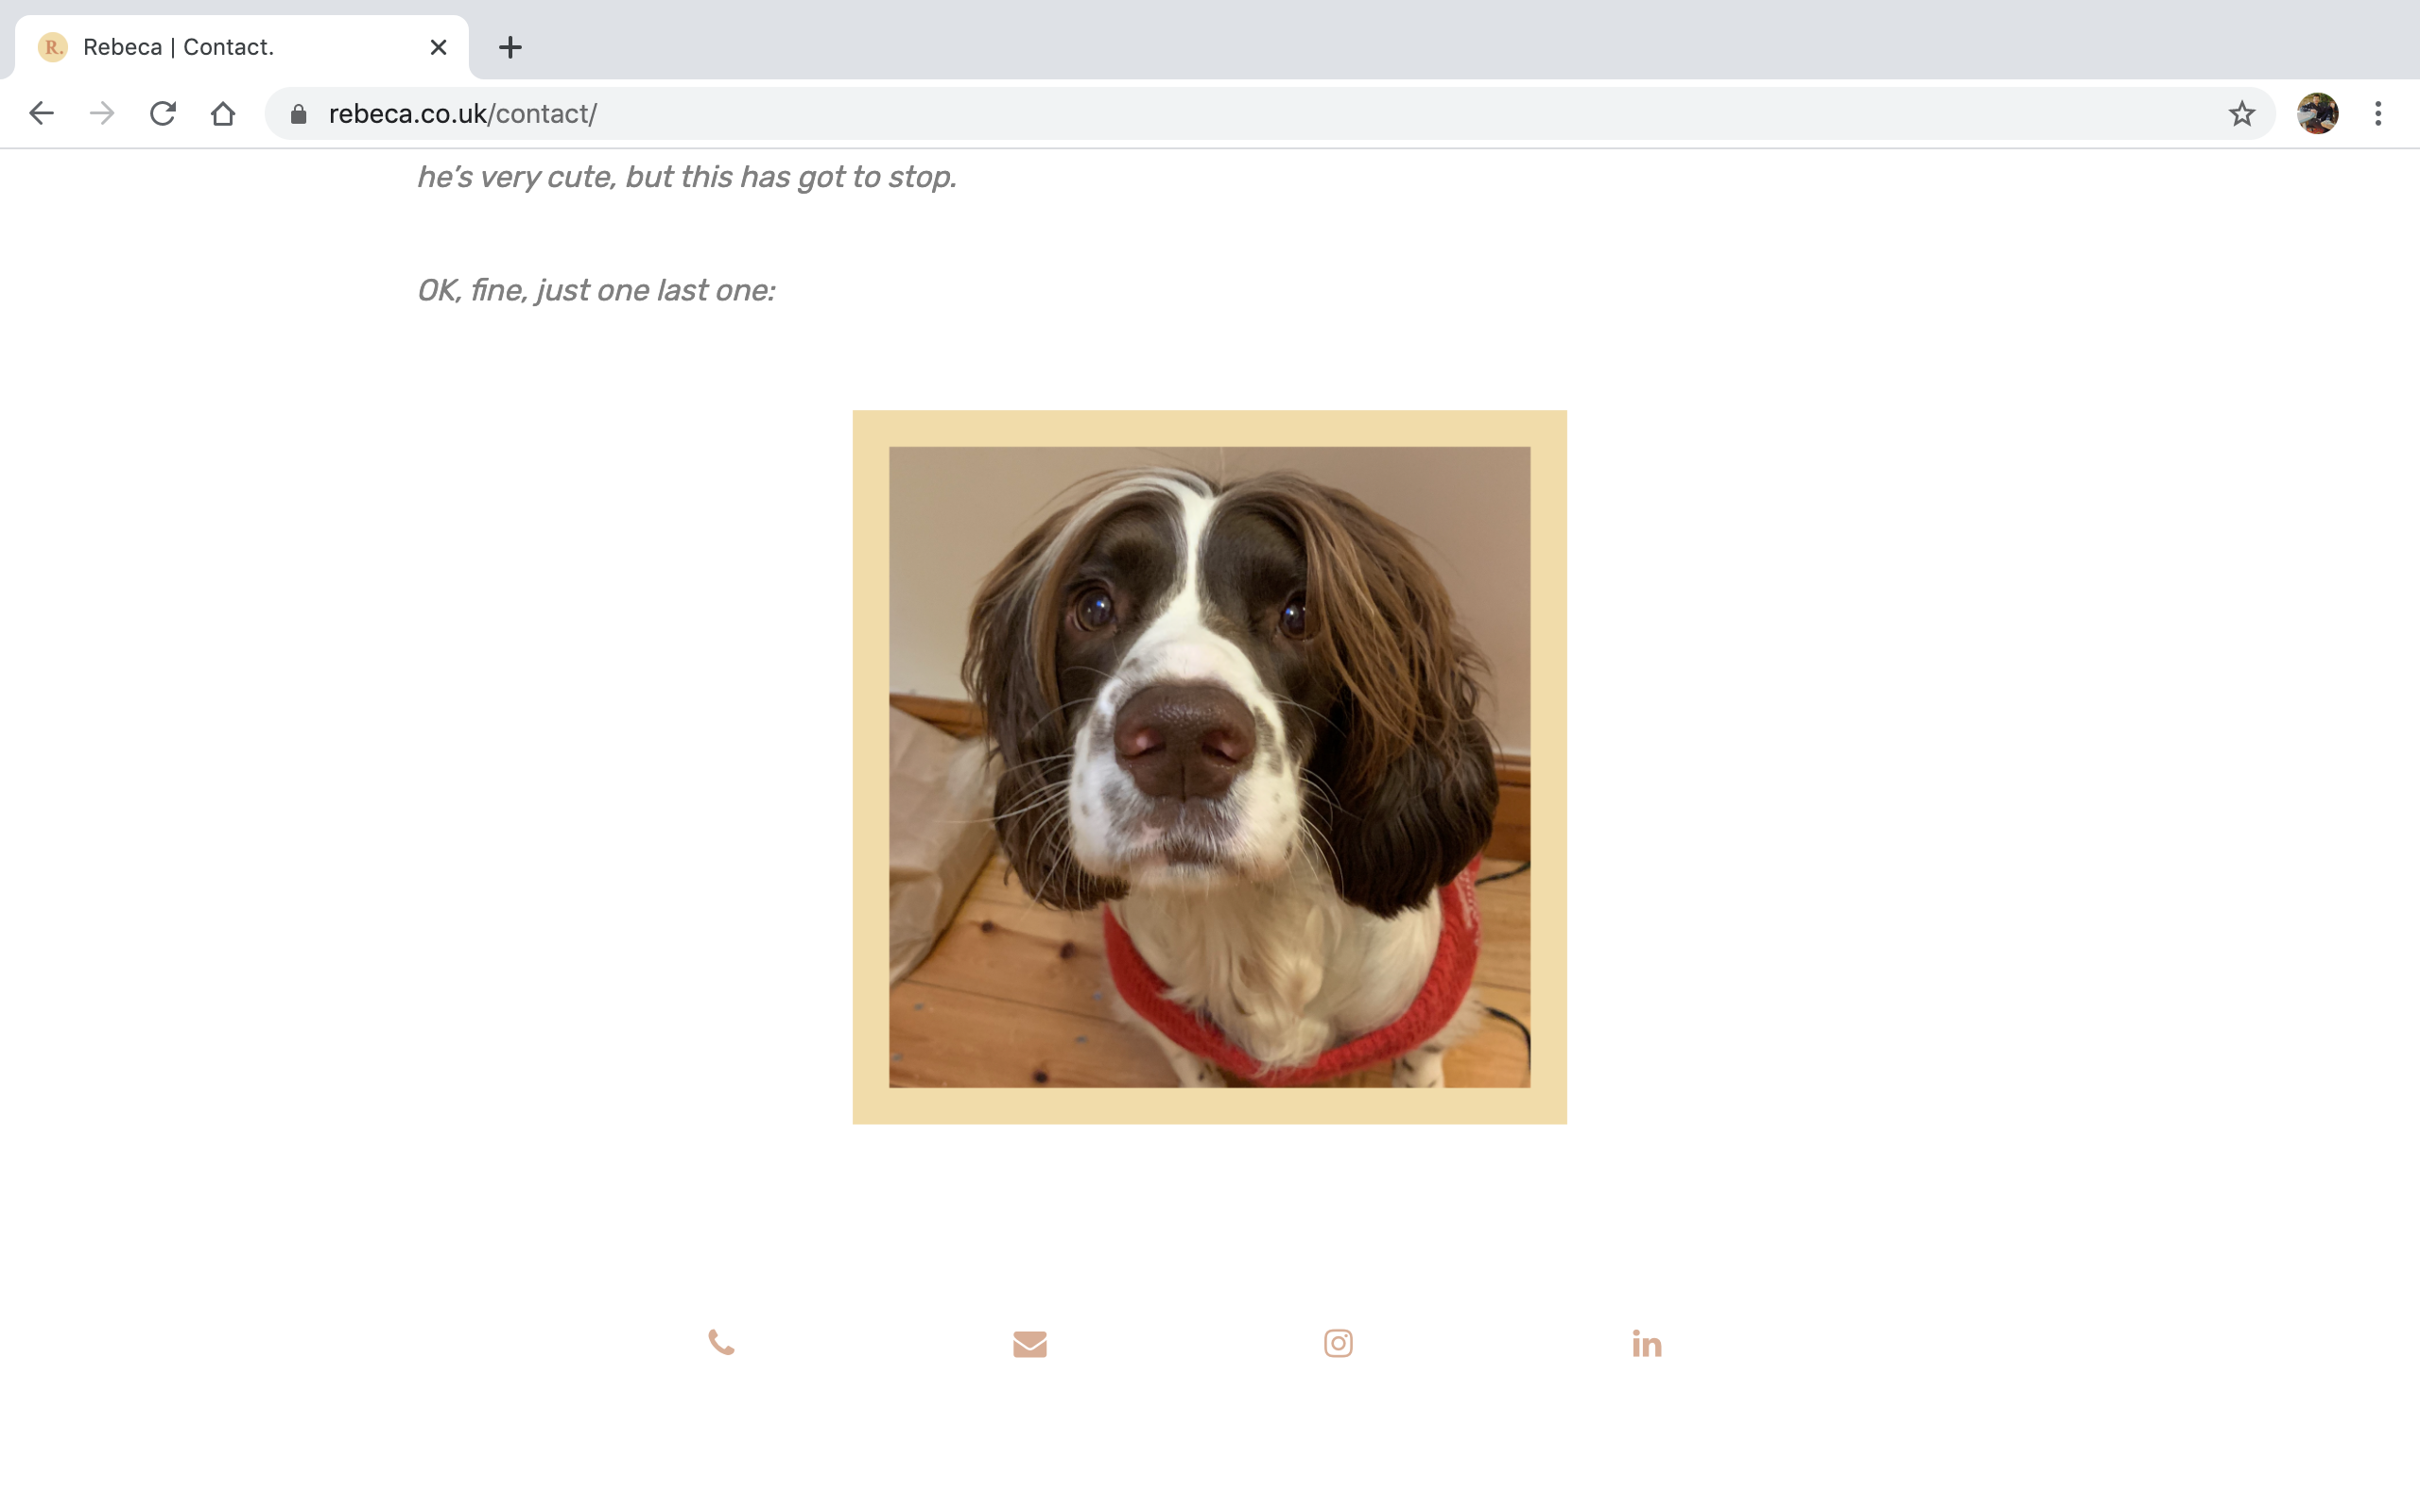 R. Rebeca | Contact.
rebeca.co.uk/contact/
he's very cute, but this has got to stop.
OK, fine, just one last one:
in